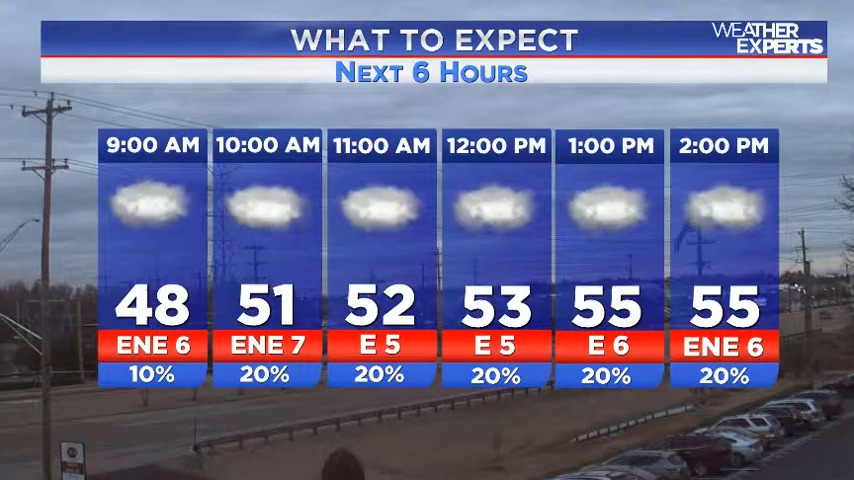 WHAT TO EXPECT
WEATHER
EXPERTS
Next 6 Hours
9:00 AM 10:00 AM 11:00 AM 12:00 PM 1:00 PM 2:00 PM
48 51 52 53 55 55
ENE 6 ENE 7 E 5 E 5 E 6 ENE 6
10% 20% 20% 20% 20% 20%